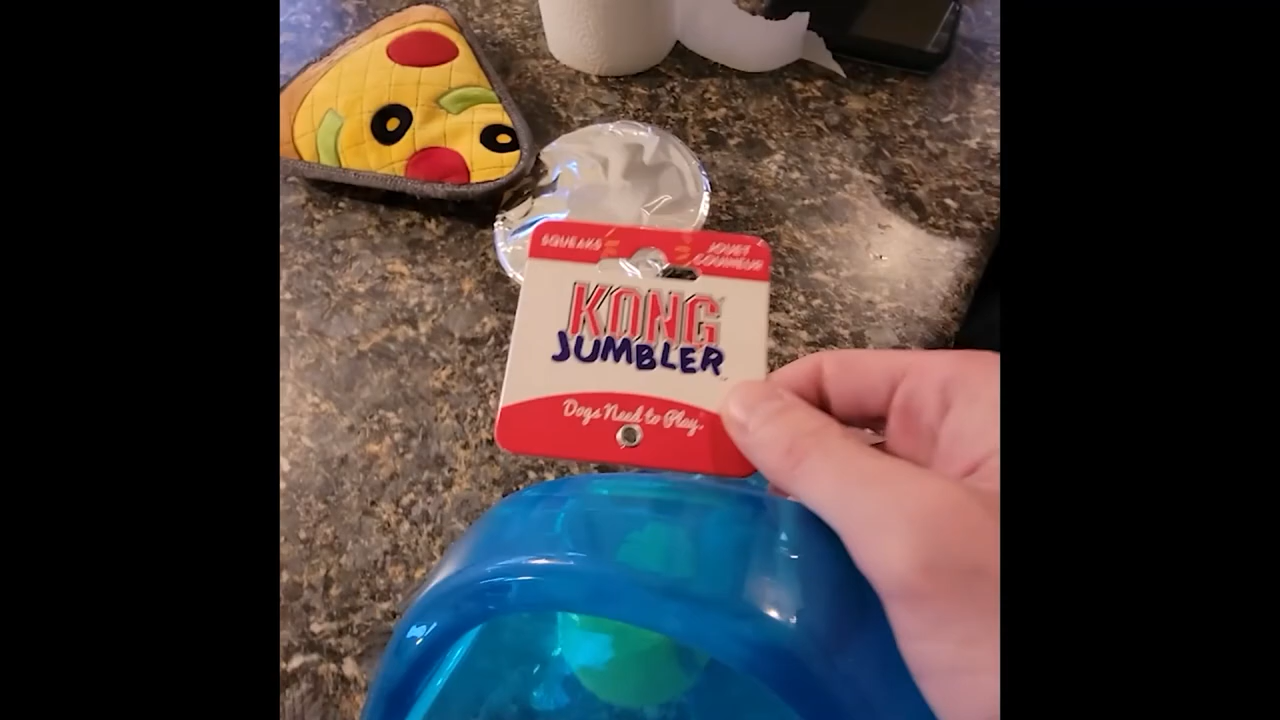 SQUEAKS
JOUET
COUINEUR
KONG
JUMBLER
Dogs Need to Play.